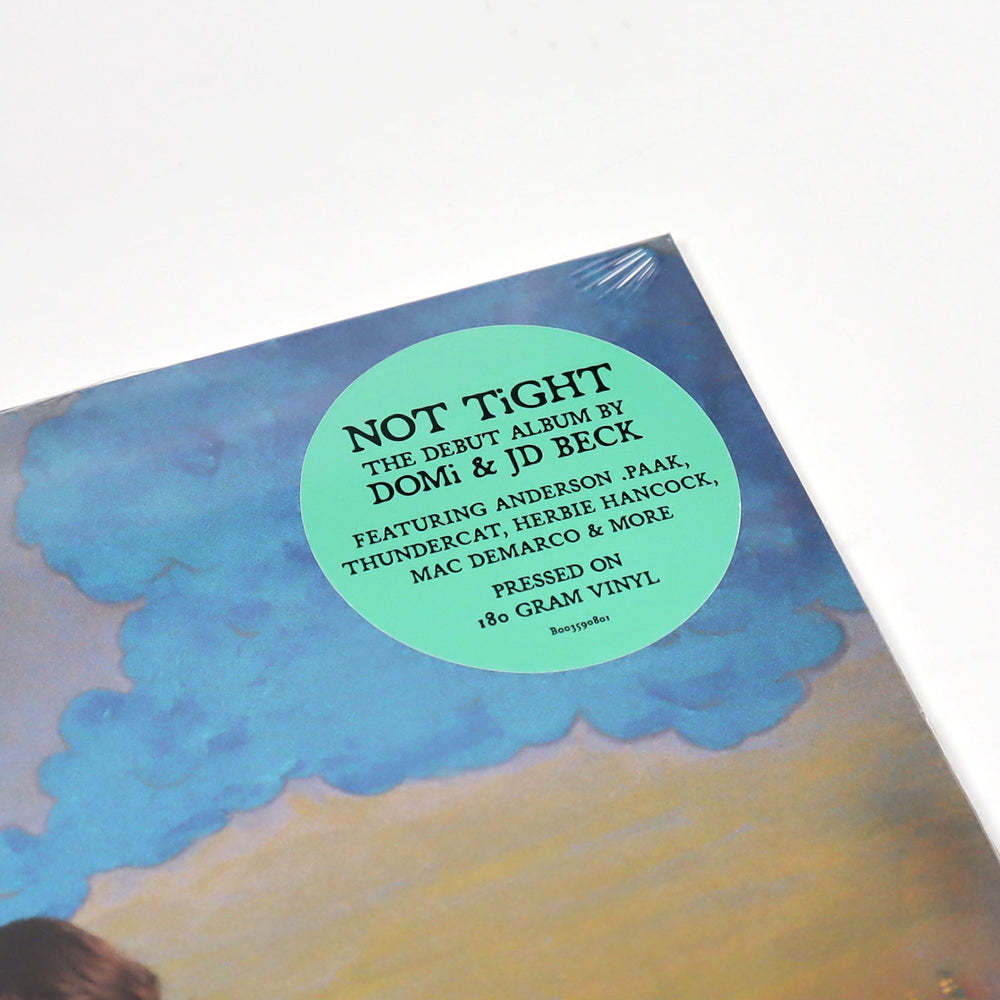 NOT TiGHT
THE DEBUT ALBUM BY
DOMi & JD BECK
FEATURING ANDERSON .PAAK,
THUNDERCAT, HERBIE HANCOCK,
MAC DEMARCO & MORE
PRESSED ON
180 GRAM VINYL
B003590801